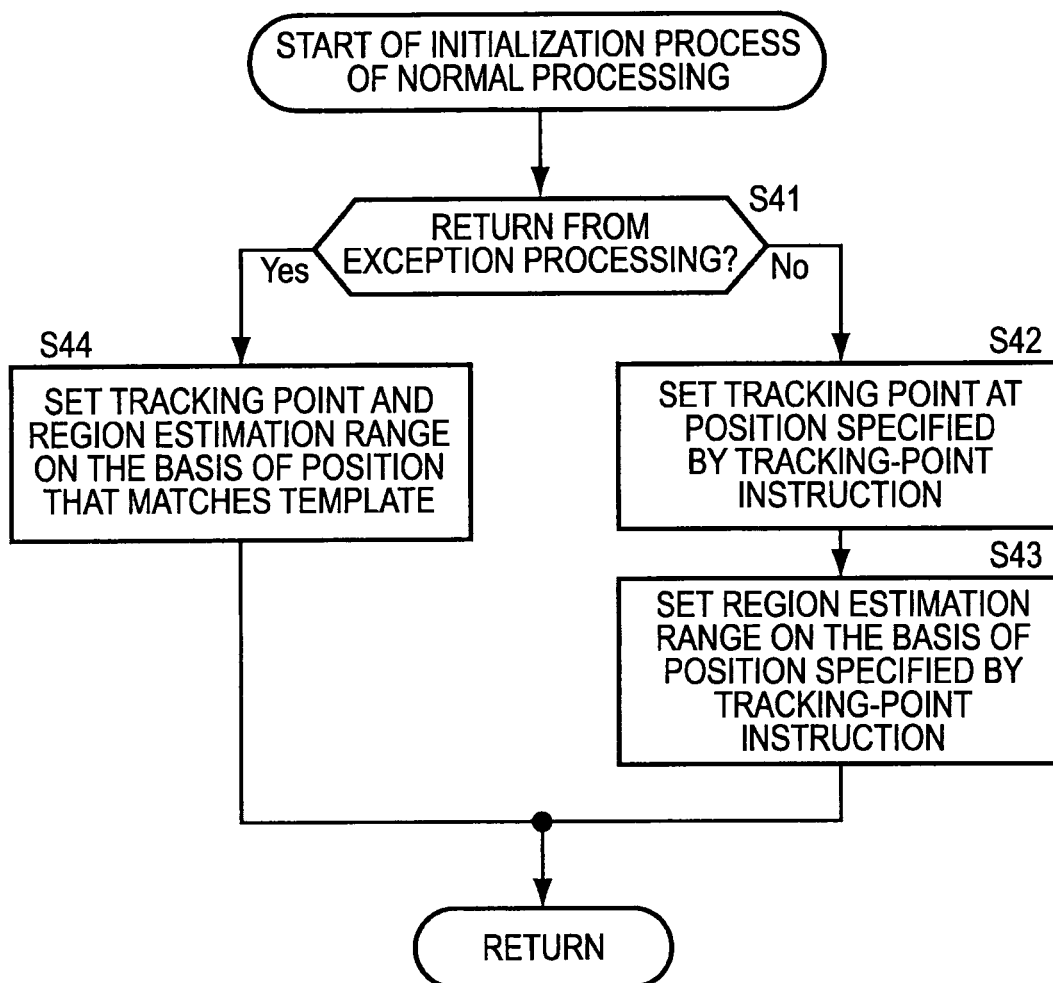 START OF INITIALIZATION PROCESS
OF NORMAL PROCESSING
S41
RETURN FROM
EXCEPTION PROCESSING?
Yes
No
S44
SET TRACKING POINT AND
REGION ESTIMATION RANGE
ON THE BASIS OF POSITION
THAT MATCHES TEMPLATE
S42
SET TRACKING POINT AT
POSITION SPECIFIED
BY TRACKING-POINT
INSTRUCTION
S43
SET REGION ESTIMATION
RANGE ON THE BASIS OF
POSITION SPECIFIED BY
TRACKING-POINT
INSTRUCTION
RETURN